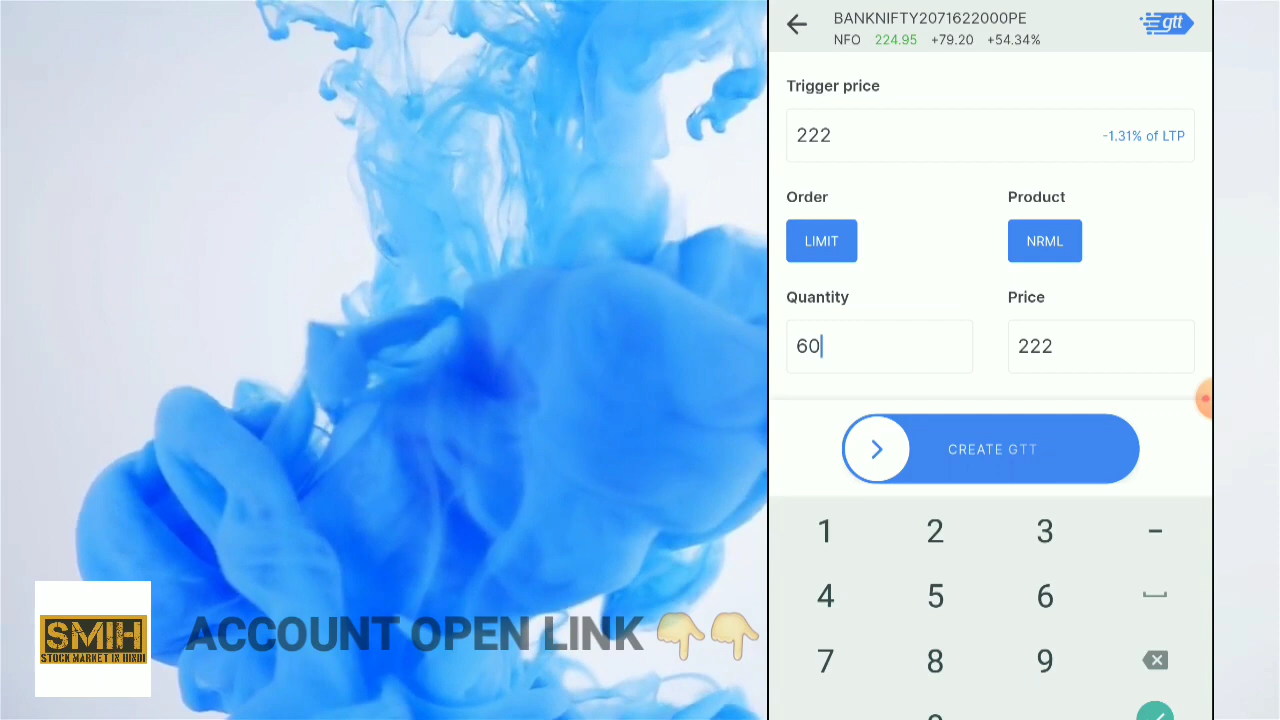 BANKNIFTY2071622000PE
NFO 224.95 +79.20 +54.34%
gtt
Trigger price
222 -1.31% of LTP
Order Product
LIMIT NRML
Quantity Price
60 222
CREATE GTT
1 2 3 -
4 5 6
7 8 9
SMIH
STOCK MARKET IN HINDI
ACCOUNT OPEN LINK 👇👇